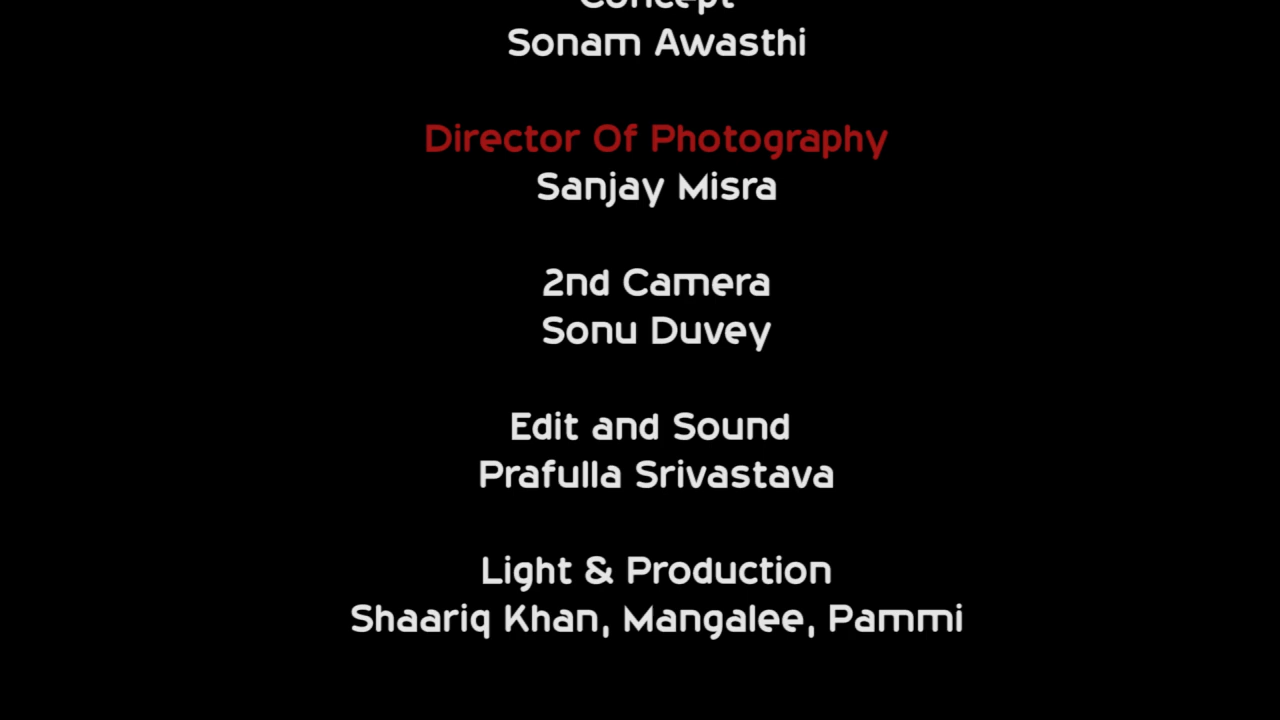 Concept
Sonam Awasthi
Director Of Photography
Sanjay Misra
2nd Camera
Sonu Duvey
Edit and Sound
Prafulla Srivastava
Light & Production
Shaariq Khan, Mangalee, Pammi